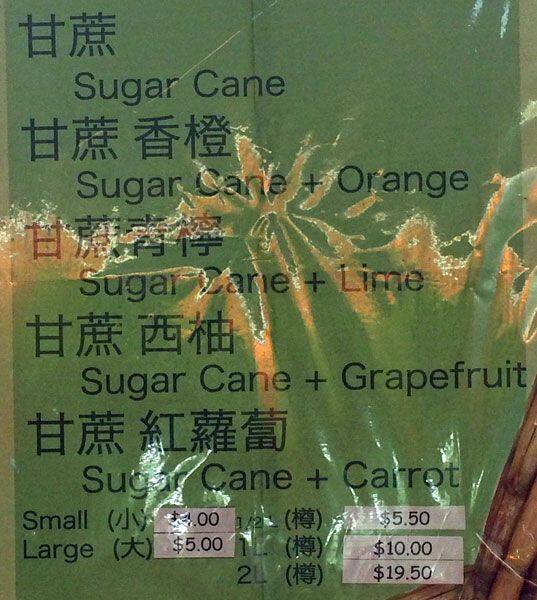 甘蔗
Sugar Cane
甘蔗 香橙
Sugar Cane + Orange
甘蔗青檸
Sugar Cane + Lime
甘蔗 西柚
Sugar Cane + Grapefruit
甘蔗 紅蘿蔔
Sugar Cane + Carrot
Small (小) 1/2 L (樽) $5.50
Large (大) $5.00 1L (樽) $10.00
2L (樽) $19.50